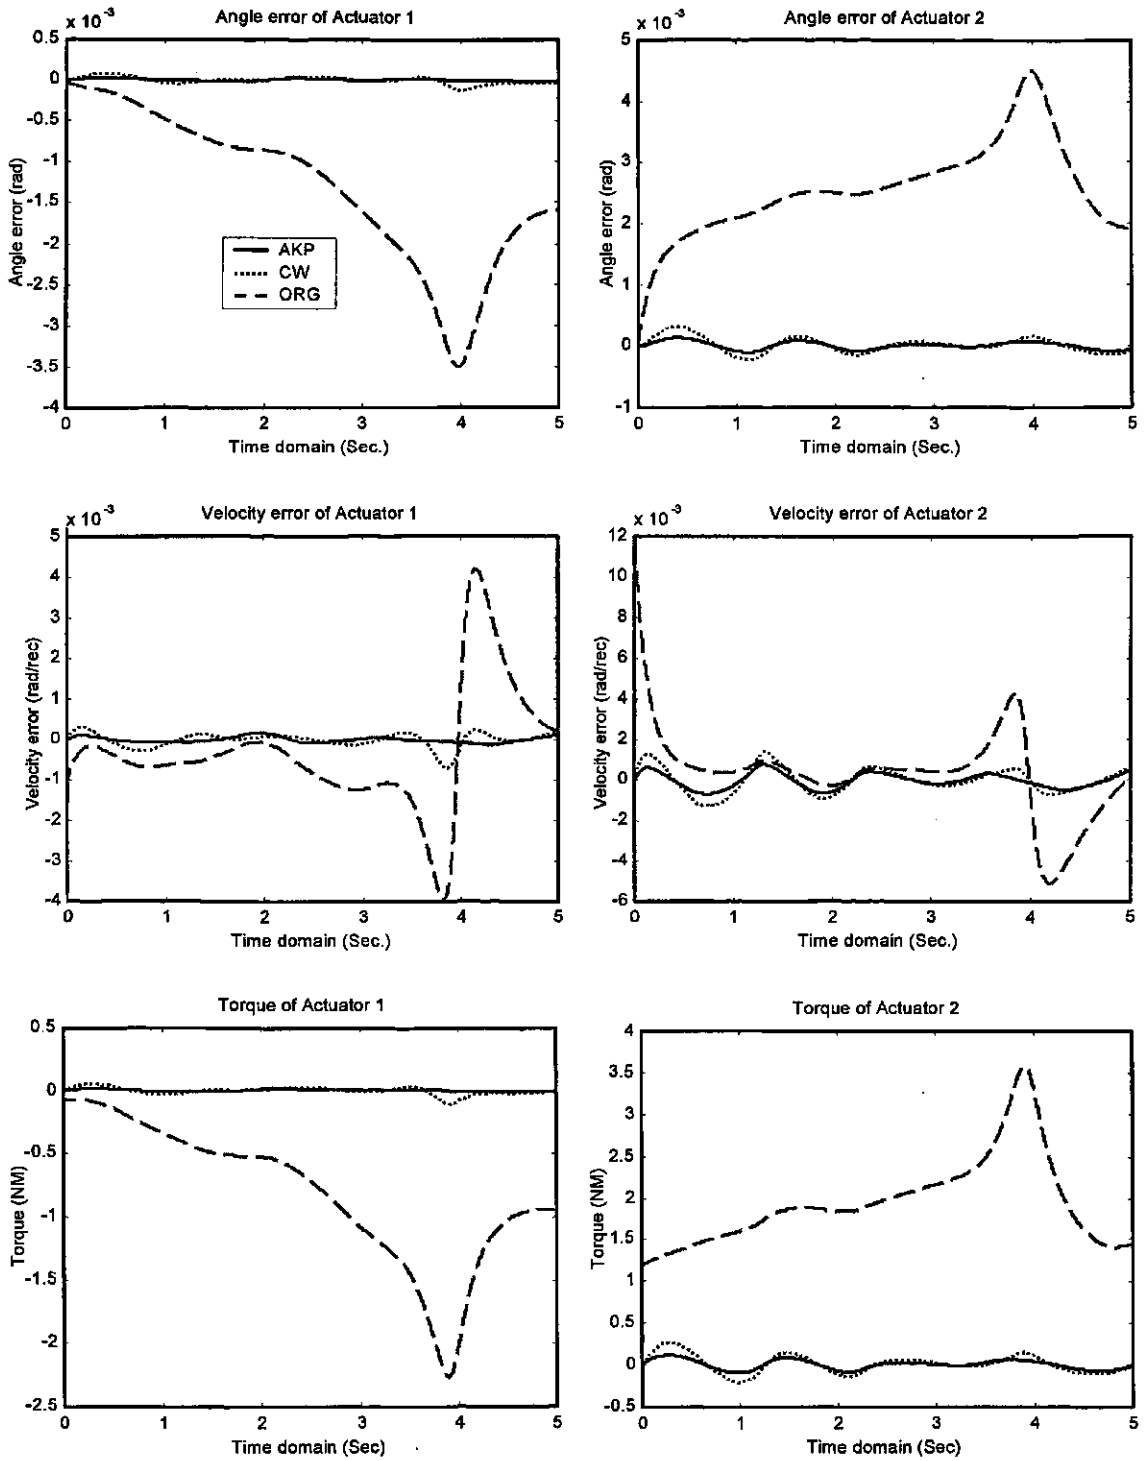 x 10⁻³
Angle error of Actuator 1
0.5
0
-0.5
-1
-1.5
-2
-2.5
-3
-3.5
-4
Angle error (rad)
AKP
CW
ORG
0 1 2 3 4 5
Time domain (Sec.)
x 10⁻³
Angle error of Actuator 2
5
4
3
2
1
0
-1
Angle error (rad)
0 1 2 3 4 5
Time domain (Sec.)
x 10⁻³
Velocity error of Actuator 1
5
4
3
2
1
0
-1
-2
-3
-4
Velocity error (rad/rec)
0 1 2 3 4 5
Time domain (Sec.)
x 10⁻³
Velocity error of Actuator 2
12
10
8
6
4
2
0
-2
-4
-6
Velocity error (rad/rec)
0 1 2 3 4 5
Time domain (Sec.)
Torque of Actuator 1
0.5
0
-0.5
-1
-1.5
-2
-2.5
Torque (NM)
0 1 2 3 4 5
Time domain (Sec)
Torque of Actuator 2
4
3.5
3
2.5
2
1.5
1
0.5
0
-0.5
Torque (NM)
0 1 2 3 4 5
Time domain (Sec)